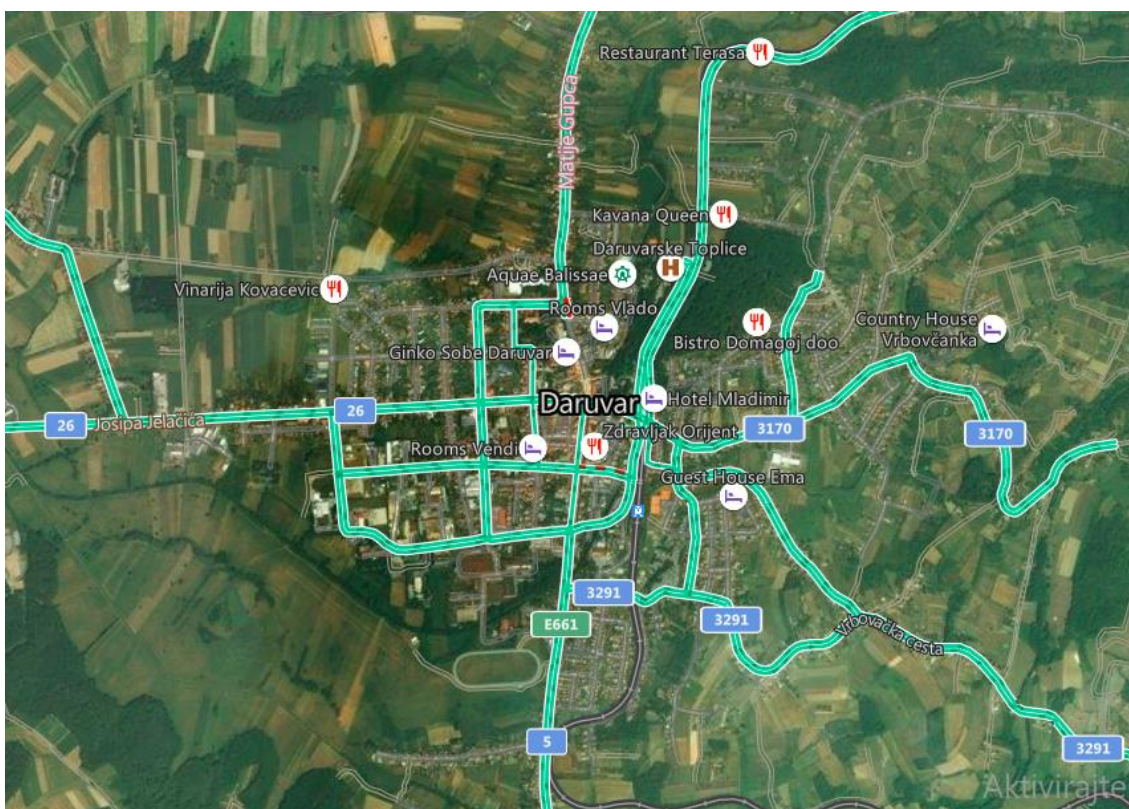 Restaurant Terasa
Matije Gupca
Kavana Queen
Daruvarske Toplice
H
Aquae Balissae
Vinarija Kovacevic
Rooms Vlado
Country House
Vrbovčanka
Bistro Domagoj doo
Ginko Sobe Daruvar
Daruvar
Hotel Mladimir
26
26
Josipa Jelačića
3170
3170
Zdravljak Orijent
Rooms Vendi
Guest House Ema
3291
3291
E661
Vrbovačka cesta
5
3291
Aktivirajte